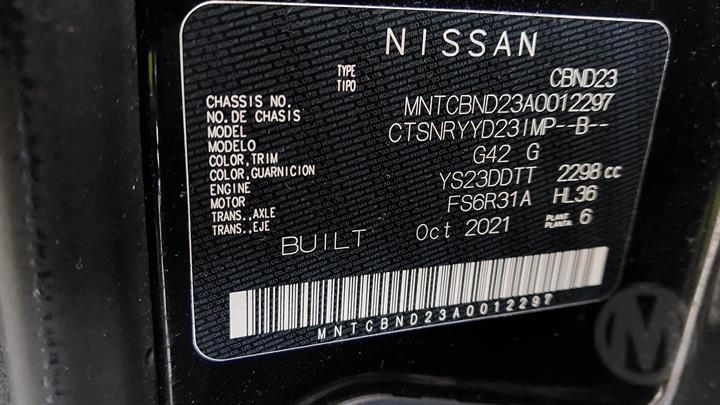 NISSAN
TYPE
TIPO CBND23
CHASSIS NO. MNTCBND23A0012297
NO. DE CHASIS
MODEL CTSNRYYD23IMP--B--
MODELO
COLOR, TRIM G42 G
COLOR, GUARNICION
ENGINE YS23DDTT 2298 cc
MOTOR
TRANS., AXLE FS6R31A HL36
TRANS., EJE
BUILT Oct 2021 PLANT
PLANTA 6
MNTCBND23A0012297
M